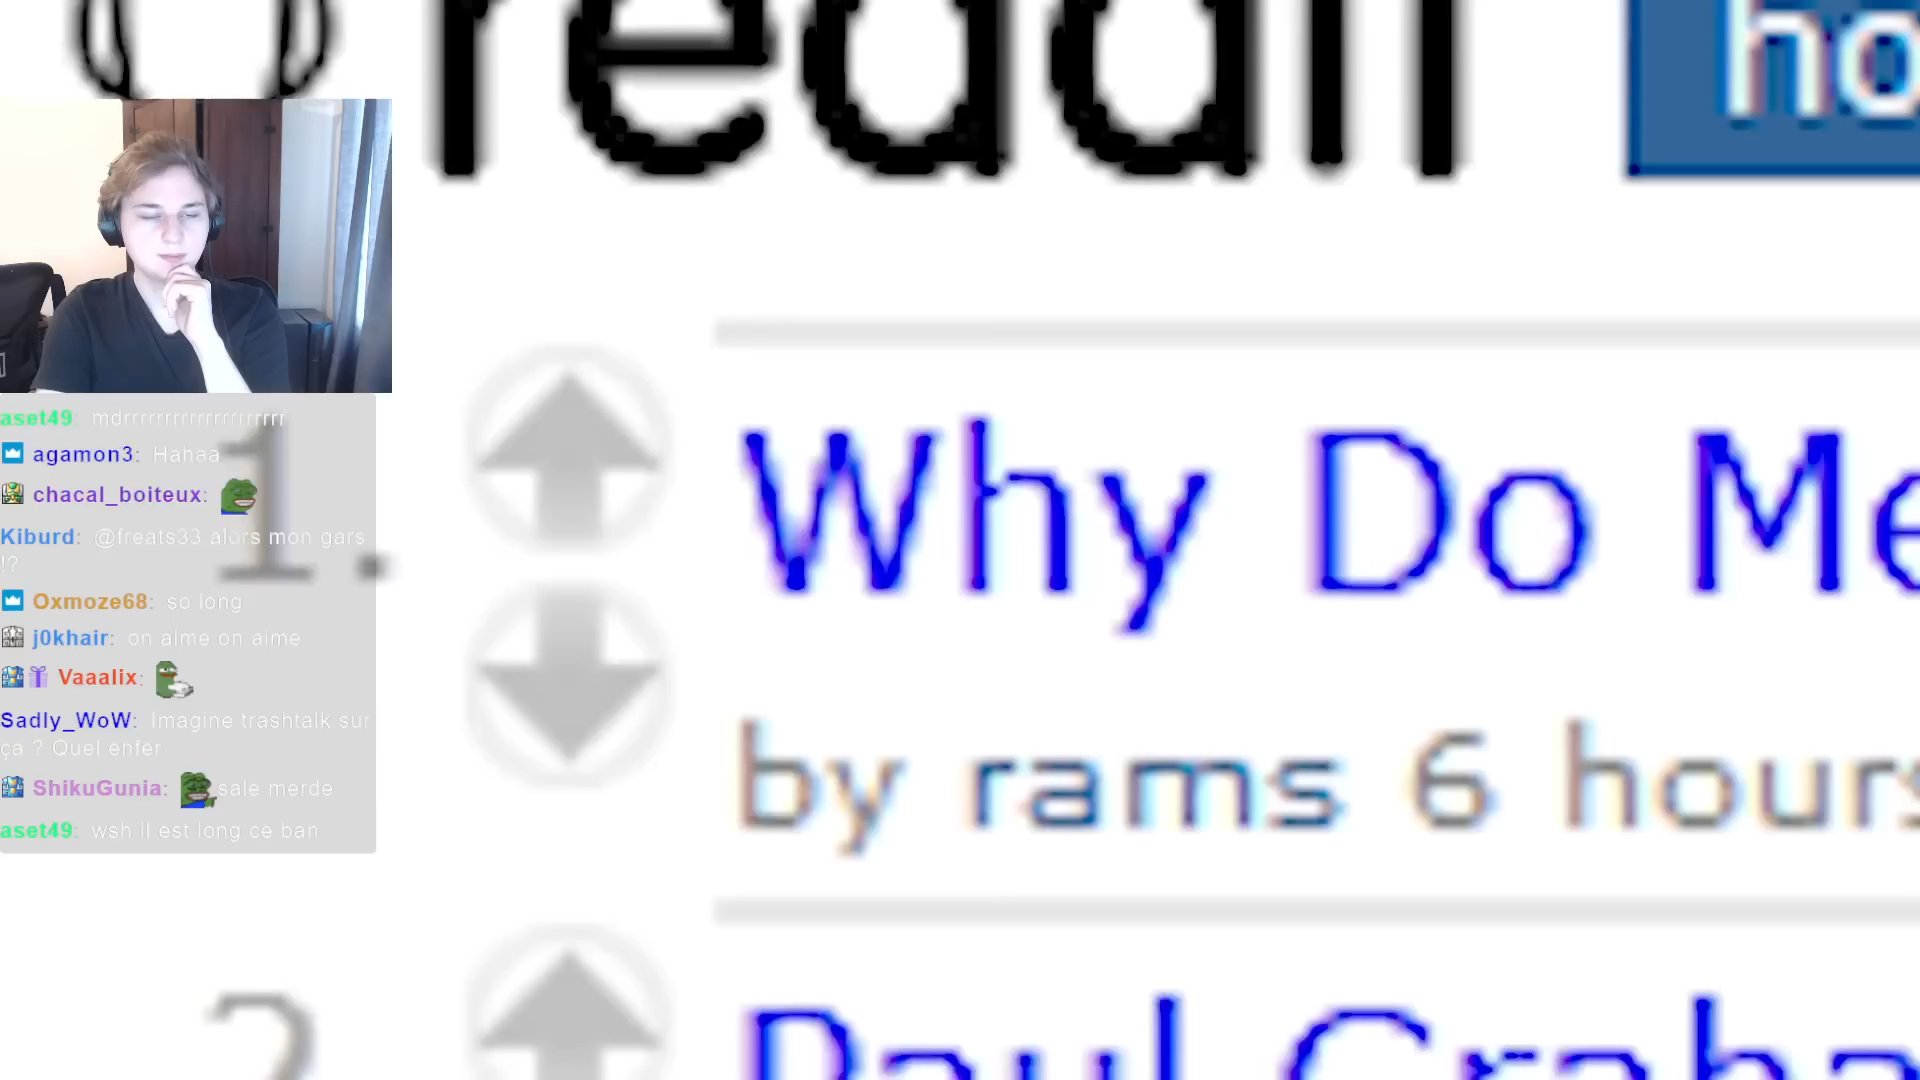 reddit
ho
aset49: mdrrrrrrrrrrrrrrrrrrrr
agamon3: Hahaa
chacal_boiteux:
Kiburd: @freats33 alors mon gars
!?
Oxmoze68: so long
j0khair: on aime on aime
Vaaalix:
Sadly_WoW: Imagine trashtalk sur
ça ? Quel enfer
ShikuGunia: sale merde
aset49: wsh il est long ce ban
1.
Why Do Me
by rams 6 hours
2
Paul Graha